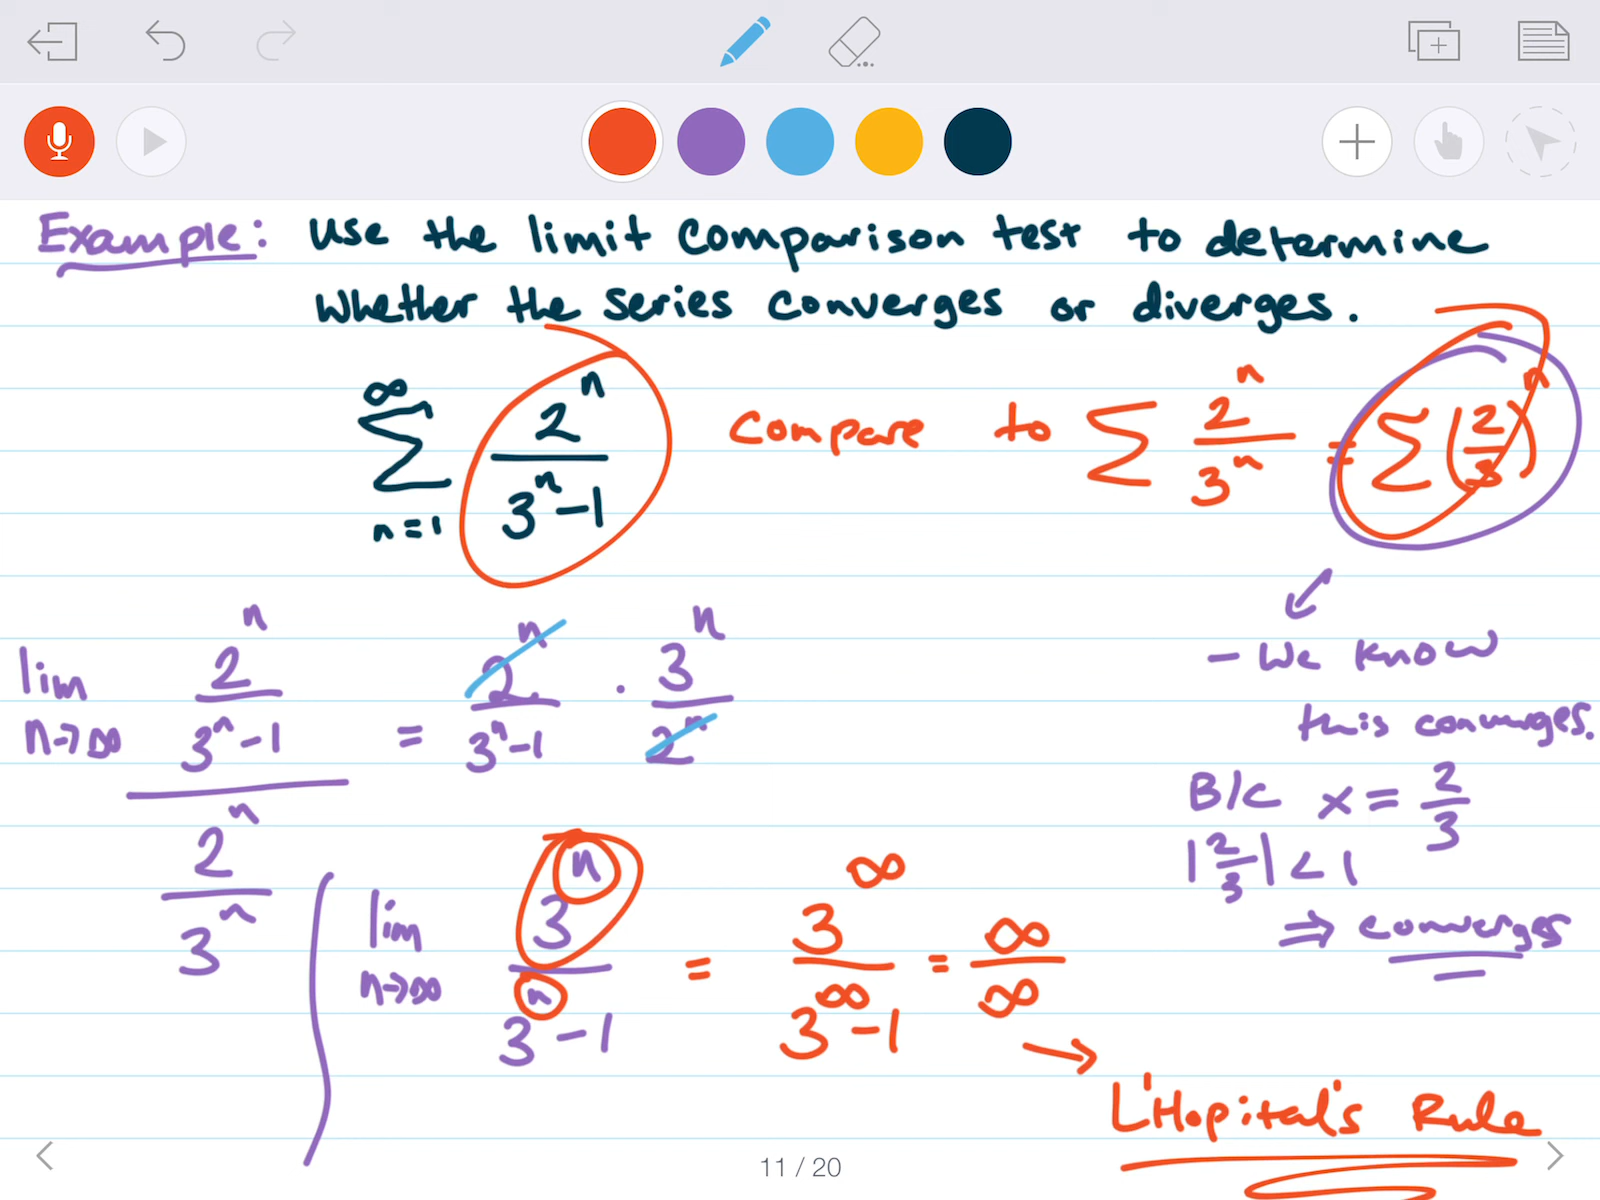 Example: Use the limit comparison test to determine
whether the series converges or diverges.
∞
∑ 2^n / (3^n - 1) compare to ∑ 2^n / 3^n = ∑ (2/3)^n
n=1
lim n→∞ (2^n / (3^n - 1)) / (2^n / 3^n) = 2^n / (3^n - 1) · 3^n / 2^n
- We know
this converges.
B/c x = 2/3
|2/3| < 1
⇒ converges
lim n→∞ 3^n / (3^n - 1) = 3^∞ / (3^∞ - 1) = ∞ / ∞
→ L'Hopital's Rule
11 / 20